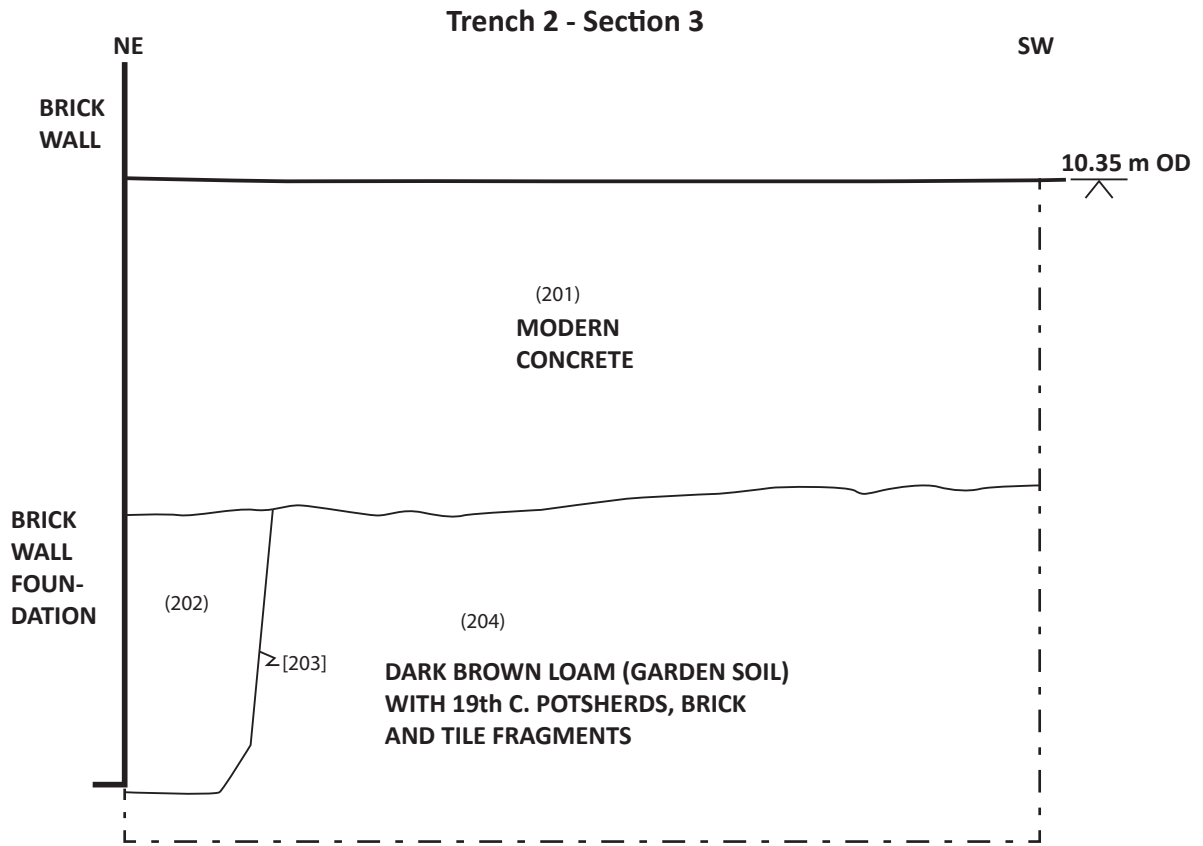 Trench 2 - Section 3
NE
SW
BRICK
WALL
10.35 m OD
(201)
MODERN
CONCRETE
BRICK
WALL
FOUN-
DATION
(202)
(204)
[203]
DARK BROWN LOAM (GARDEN SOIL)
WITH 19th C. POTSHERDS, BRICK
AND TILE FRAGMENTS